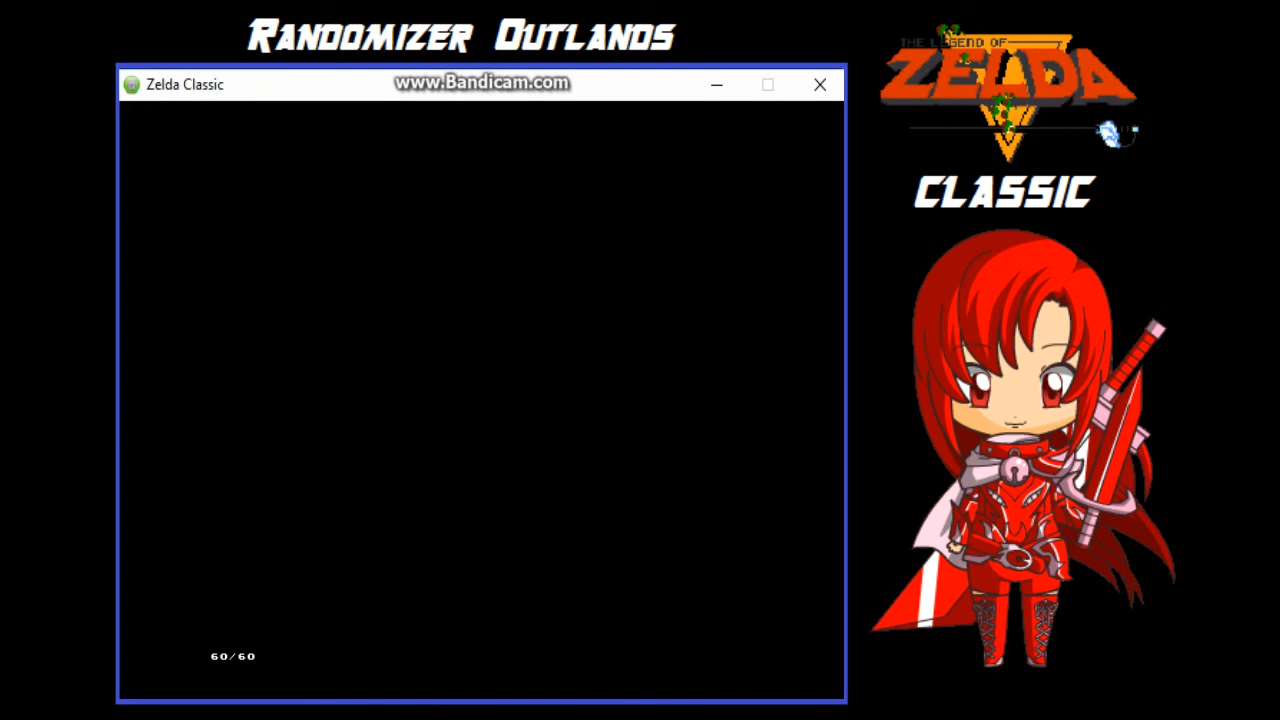 RANDOMIZER OUTLANDS
Zelda Classic
www.Bandicam.com
THE LEGEND OF
ZELDA
CLASSIC
60/60